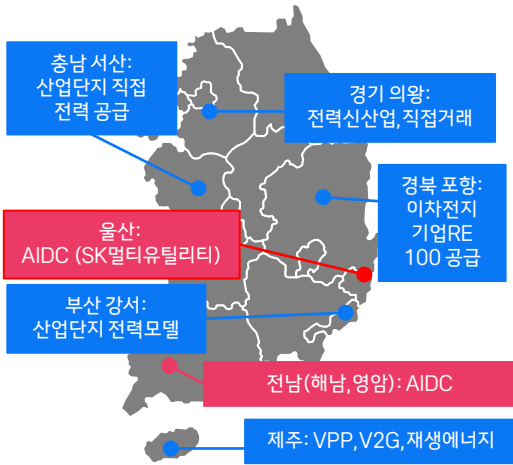 충남 서산:
산업단지 직접
전력 공급
경기 의왕:
전력신산업,직접거래
경북 포항:
이차전지
기업RE
100 공급
울산:
AIDC (SK멀티유틸리티)
부산 강서:
산업단지 전력모델
전남(해남,영암): AIDC
제주: VPP,V2G,재생에너지